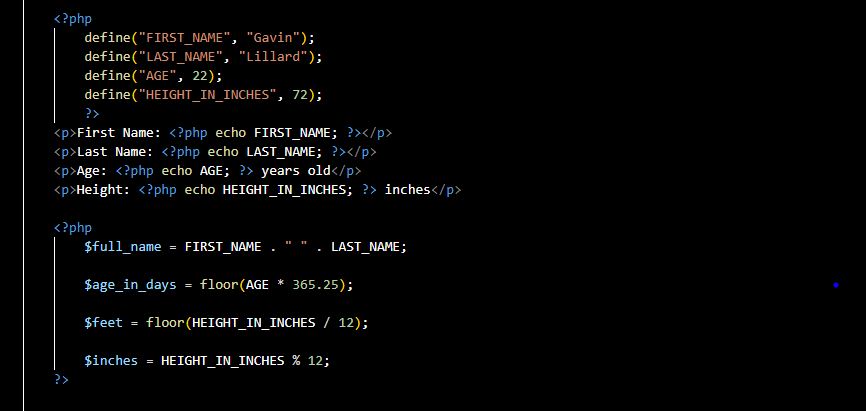 <?php
define("FIRST_NAME", "Gavin");
define("LAST_NAME", "Lillard");
define("AGE", 22);
define("HEIGHT_IN_INCHES", 72);
?>
<p>First Name: <?php echo FIRST_NAME; ?></p>
<p>Last Name: <?php echo LAST_NAME; ?></p>
<p>Age: <?php echo AGE; ?> years old</p>
<p>Height: <?php echo HEIGHT_IN_INCHES; ?> inches</p>
<?php
$full_name = FIRST_NAME . " " . LAST_NAME;
$age_in_days = floor(AGE * 365.25);
$feet = floor(HEIGHT_IN_INCHES / 12);
$inches = HEIGHT_IN_INCHES % 12;
?>